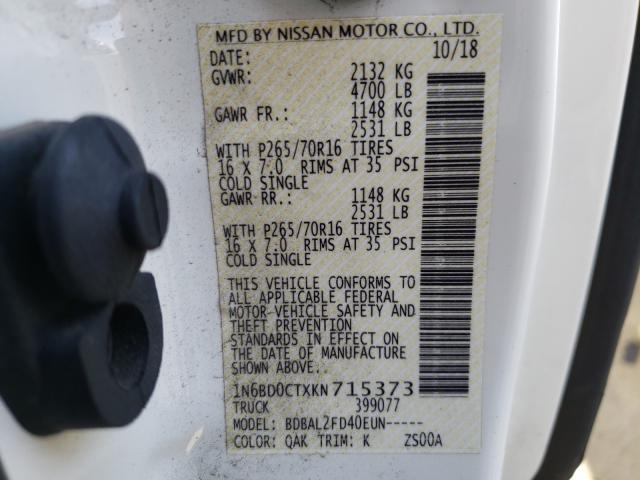 MFD BY NISSAN MOTOR CO., LTD.
DATE: 10/18
GVWR: 2132 KG
4700 LB
GAWR FR.: 1148 KG
2531 LB
WITH P265/70R16 TIRES
16 X 7.0 RIMS AT 35 PSI
COLD SINGLE
GAWR RR.: 1148 KG
2531 LB
WITH P265/70R16 TIRES
16 X 7.0 RIMS AT 35 PSI
COLD SINGLE
THIS VEHICLE CONFORMS TO
ALL APPLICABLE FEDERAL
MOTOR VEHICLE SAFETY AND
THEFT PREVENTION
STANDARDS IN EFFECT ON
THE DATE OF MANUFACTURE
SHOWN ABOVE.
1N6BD0CTXKN715373
TRUCK 399077
MODEL: BDBAL2FD40EUN-----
COLOR: QAK TRIM: K ZS00A